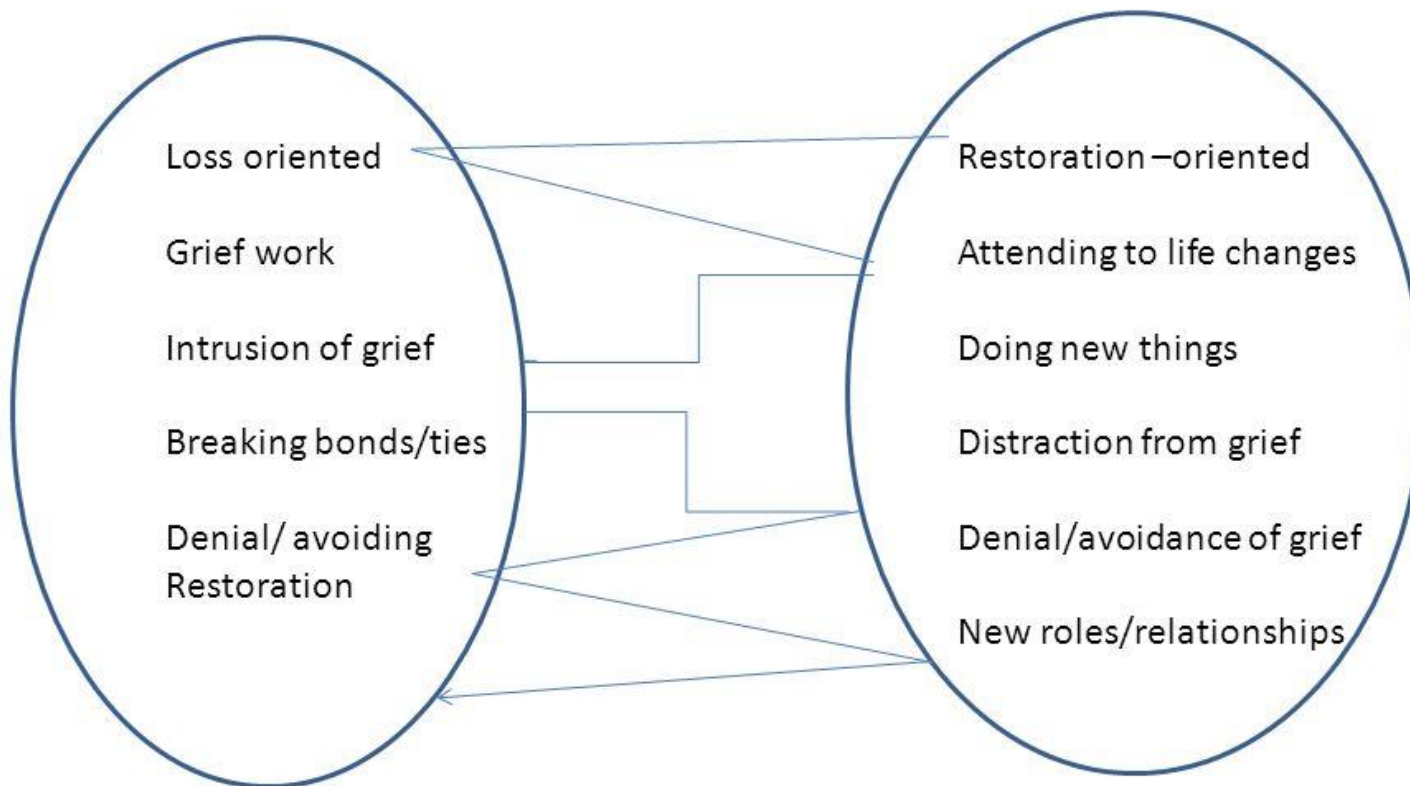 Loss oriented
Grief work
Intrusion of grief
Breaking bonds/ties
Denial/ avoiding
Restoration
Restoration –oriented
Attending to life changes
Doing new things
Distraction from grief
Denial/avoidance of grief
New roles/relationships